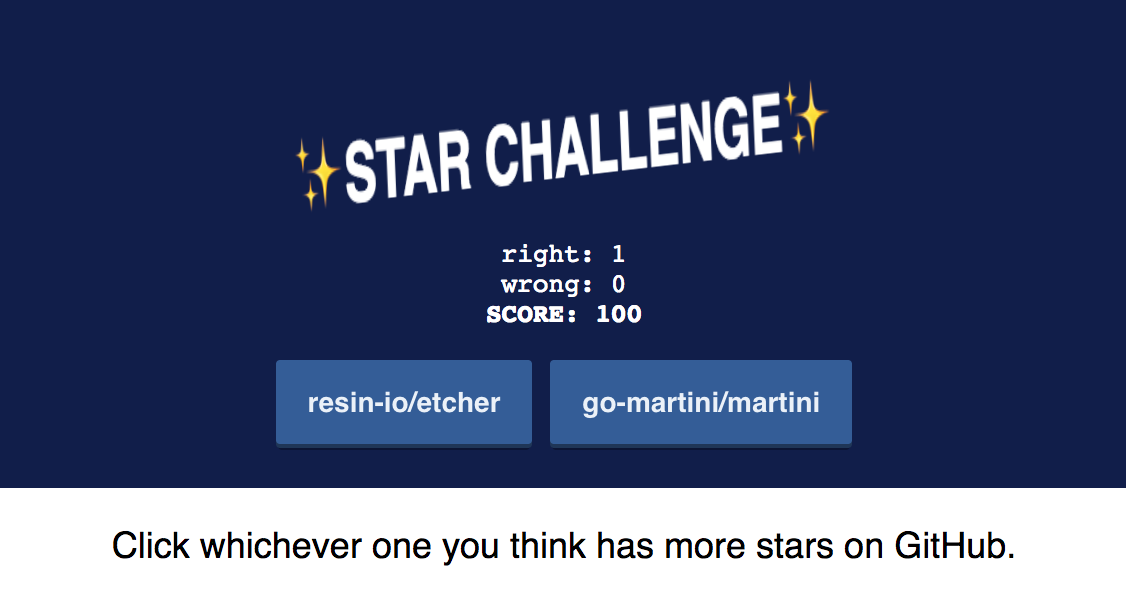 ✨STAR CHALLENGE✨
right: 1
wrong: 0
SCORE: 100
resin-io/etcher
go-martini/martini
Click whichever one you think has more stars on GitHub.